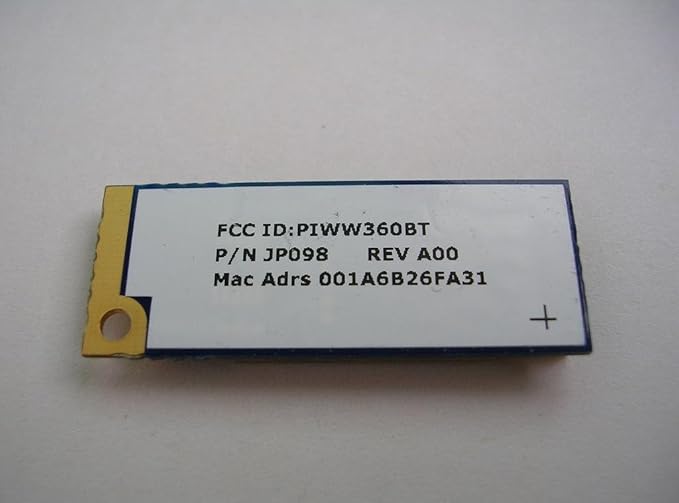 FCC ID:PIWW360BT
P/N JP098 REV A00
Mac Adrs 001A6B26FA31